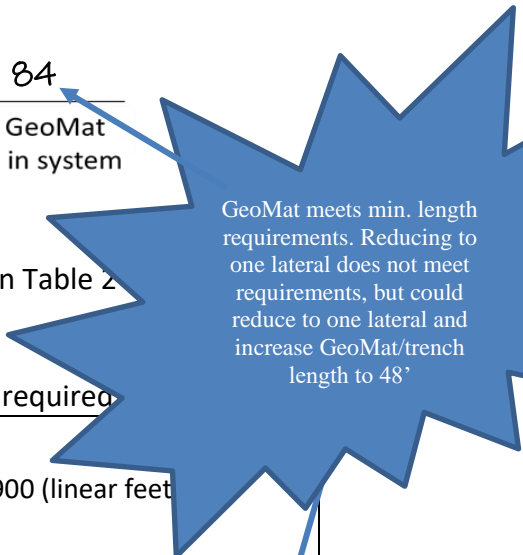 84
GeoMat
in system
GeoMat meets min. length
requirements. Reducing to
one lateral does not meet
requirements, but could
reduce to one lateral and
increase GeoMat/trench
length to 48’
n Table 2
required
900 (linear feet